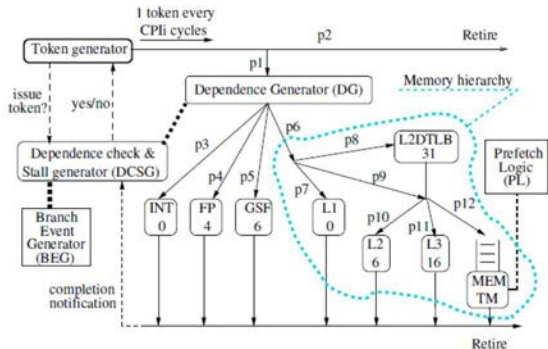 1 token every
CPIi cycles
p2
Retire
Token generator
p1
Memory hierarchy
issue
token?
yes/no
Dependence Generator (DG)
p3
p4
p5
p6
p8
L2DTLB
31
Prefetch
Logic
(PL)
Dependence check &
Stall generator (DCSG)
p9
p7
p10
p11
p12
Branch
Event
Generator
(BEG)
INT
0
FP
4
GSF
6
L1
0
L2
6
L3
16
MEM
TM
completion
notification
Retire